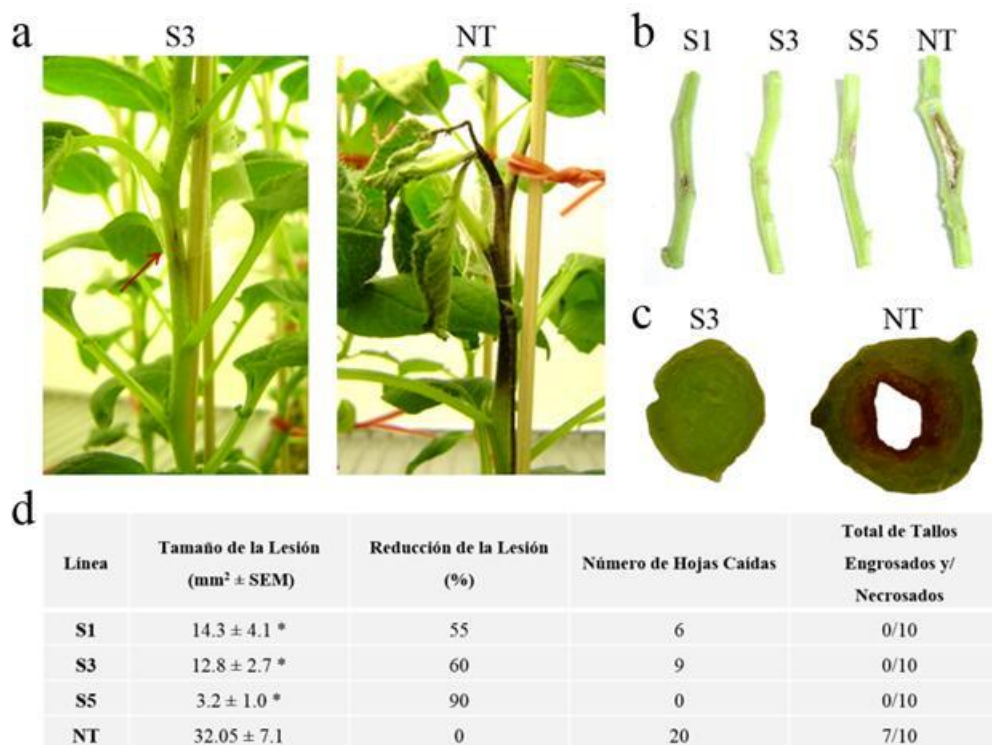 a
S3
NT
b
S1
S3
S5
NT
c
S3
NT
d
Línea
Tamaño de la Lesión
(mm² ± SEM)
Reducción de la Lesión
(%)
Número de Hojas Caídas
Total de Tallos
Engrosados y/
Necrosados
S1 14.3 ± 4.1 * 55 6 0/10
S3 12.8 ± 2.7 * 60 9 0/10
S5 3.2 ± 1.0 * 90 0 0/10
NT 32.05 ± 7.1 0 20 7/10